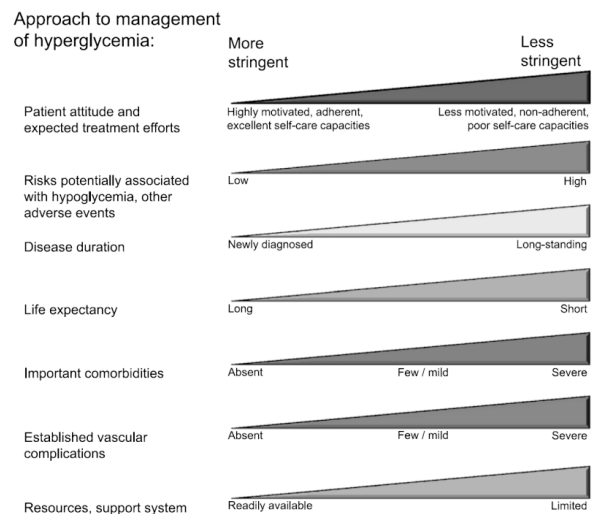 Approach to management
of hyperglycemia:
More
stringent
Less
stringent
Patient attitude and
expected treatment efforts
Highly motivated, adherent,
excellent self-care capacities
Less motivated, non-adherent,
poor self-care capacities
Risks potentially associated
with hypoglycemia, other
adverse events
Low
High
Disease duration
Newly diagnosed
Long-standing
Life expectancy
Long
Short
Important comorbidities
Absent
Few / mild
Severe
Established vascular
complications
Absent
Few / mild
Severe
Resources, support system
Readily available
Limited